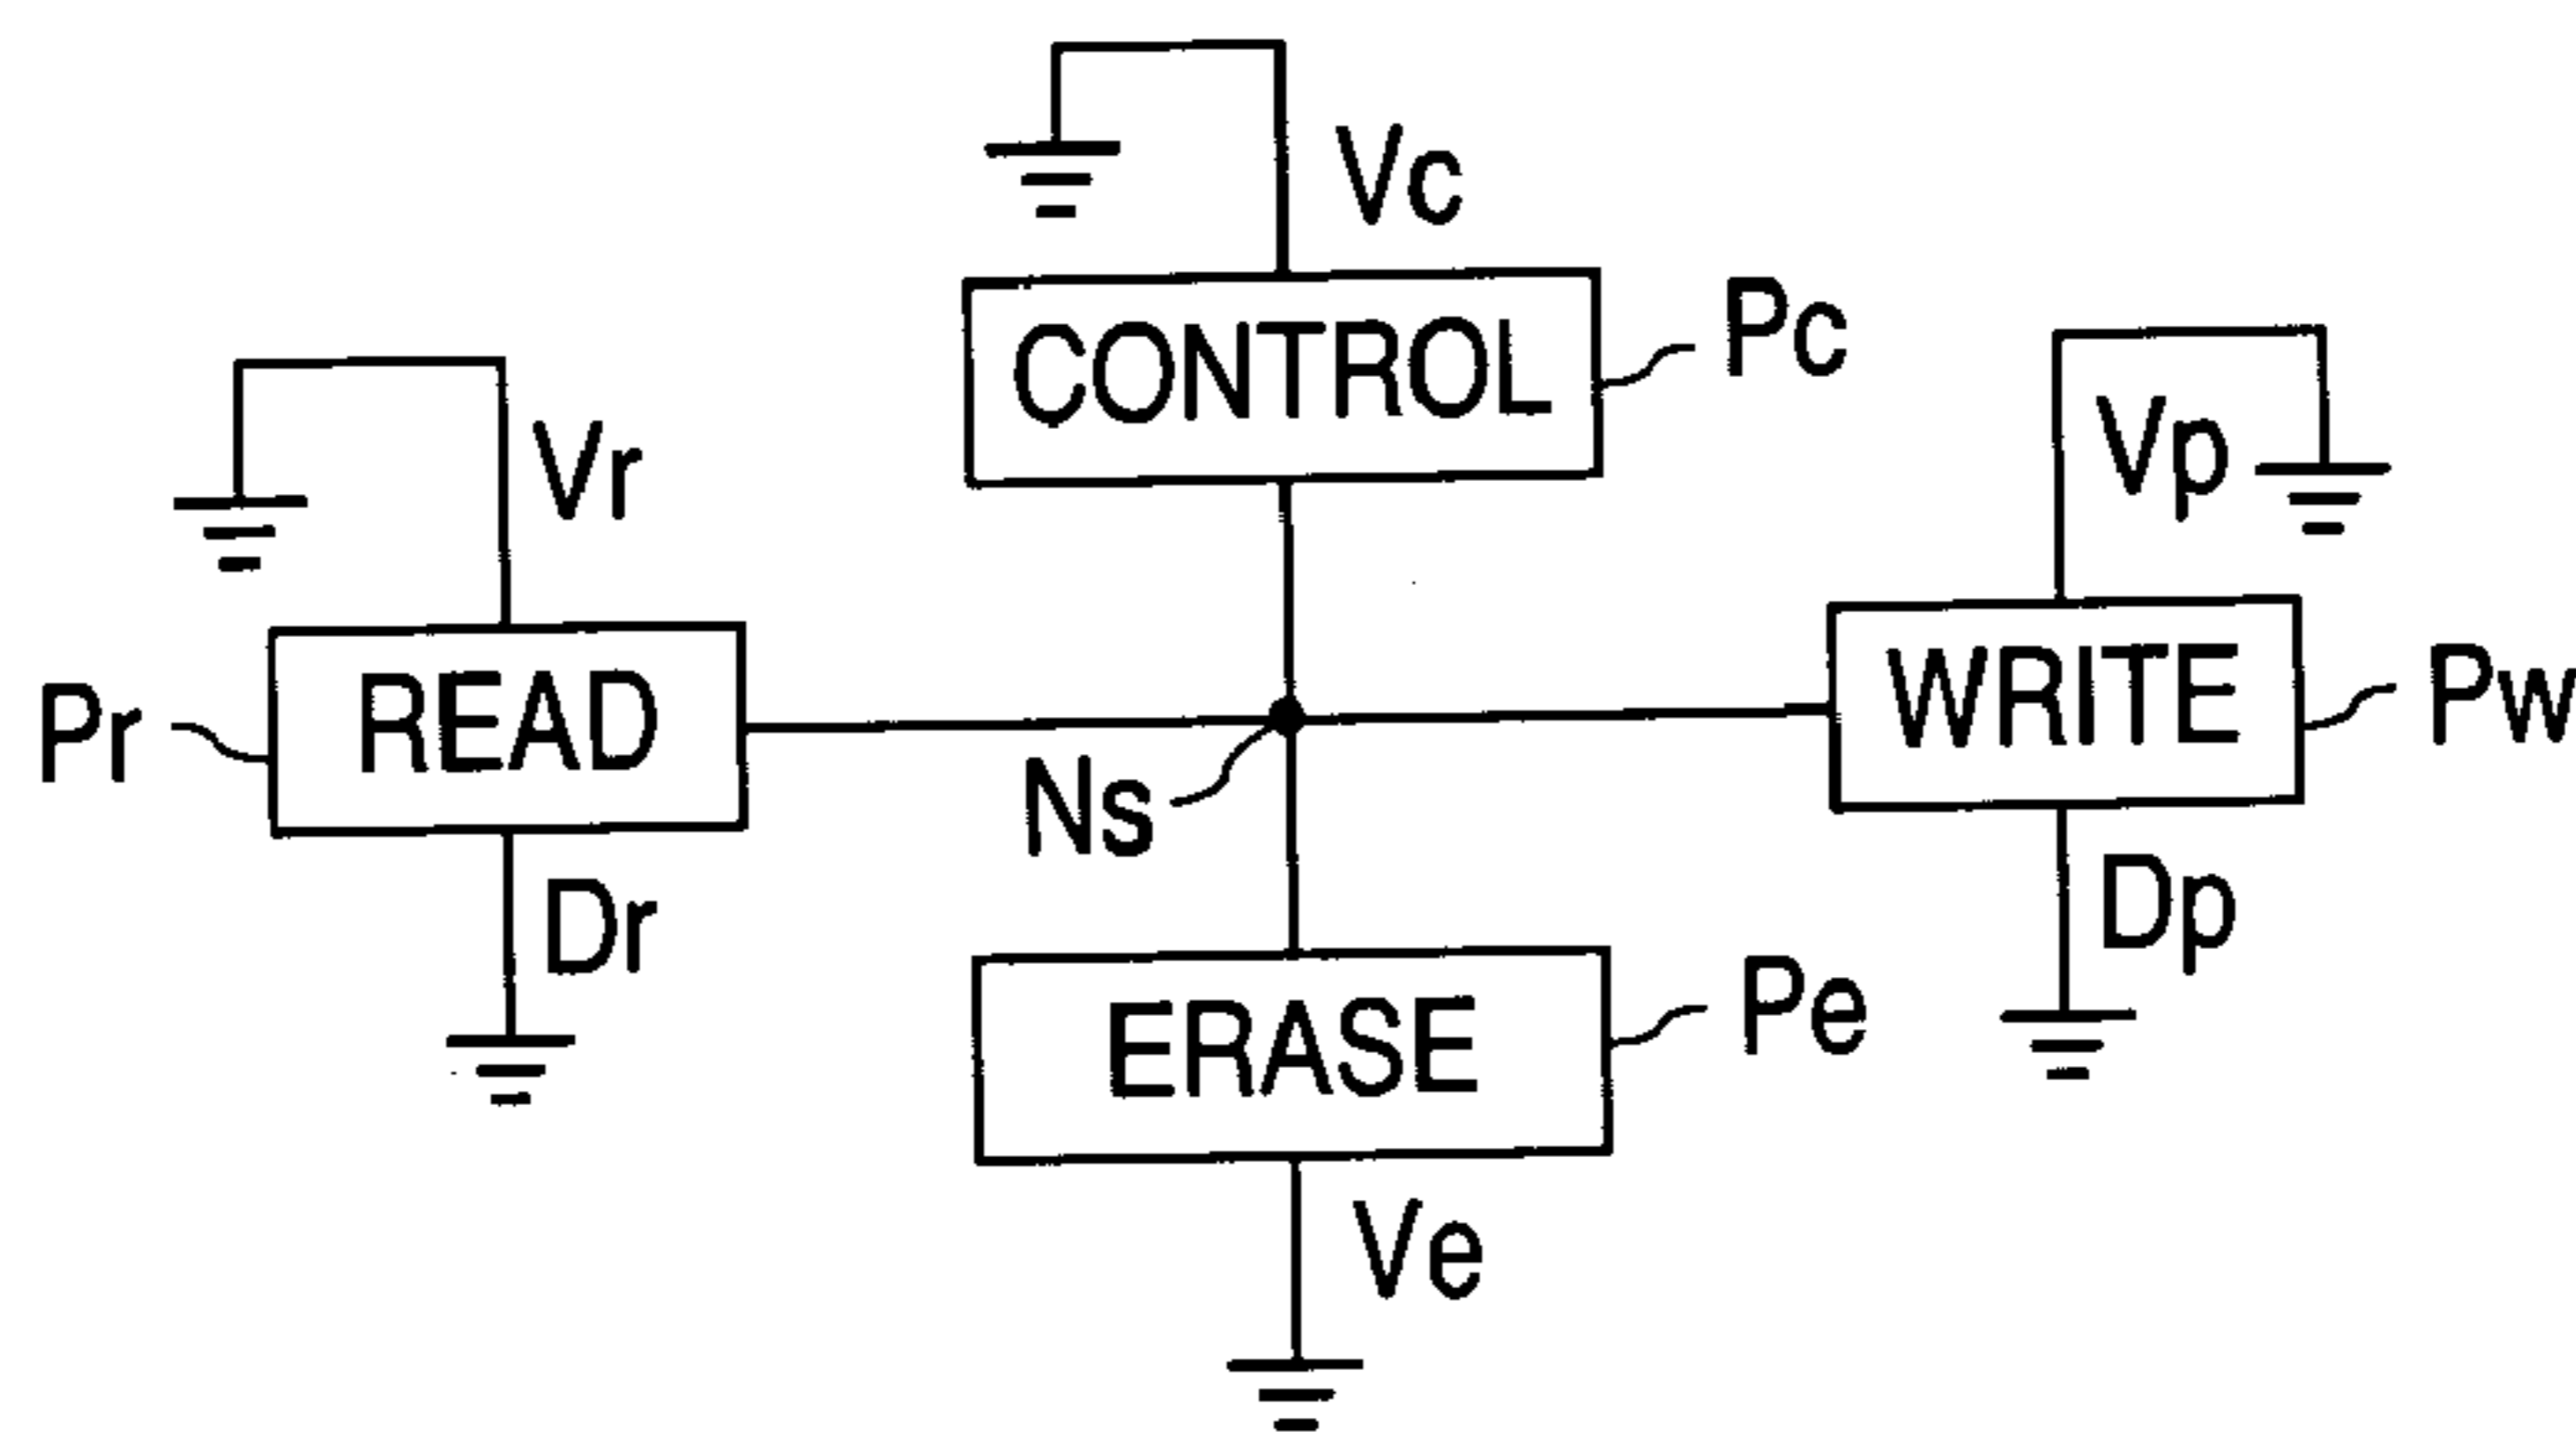 Vc
CONTROL
Pc
Vr
Vp
Pr
READ
WRITE
Pw
Ns
Dr
Dp
ERASE
Pe
Ve